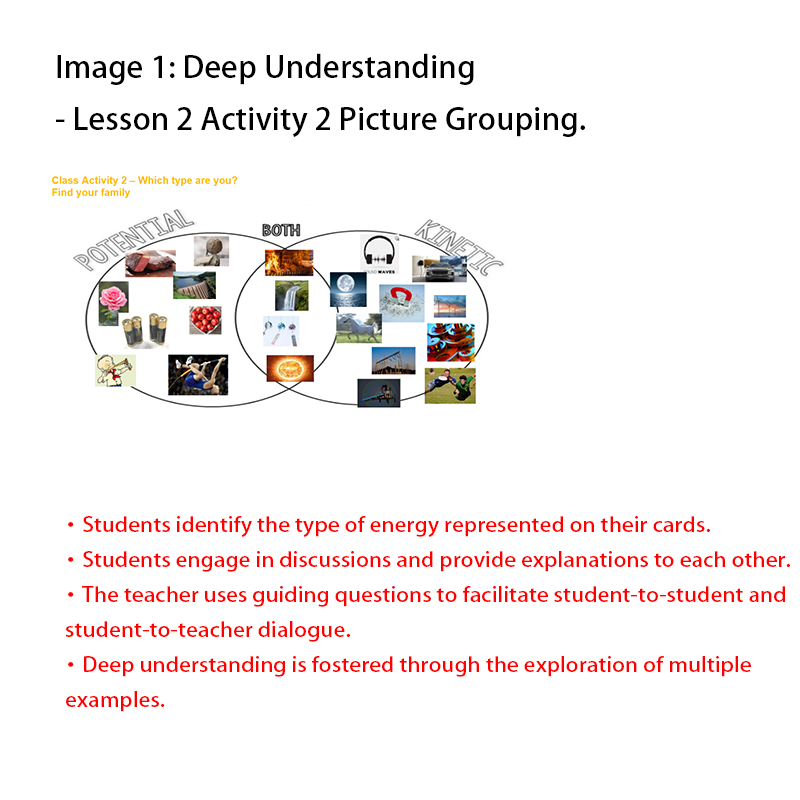 Image 1: Deep Understanding
- Lesson 2 Activity 2 Picture Grouping.
Class Activity 2 – Which type are you?
Find your family
POTENTIAL
BOTH
KINETIC
WAVES
• Students identify the type of energy represented on their cards.
• Students engage in discussions and provide explanations to each other.
• The teacher uses guiding questions to facilitate student-to-student and
student-to-teacher dialogue.
• Deep understanding is fostered through the exploration of multiple
examples.